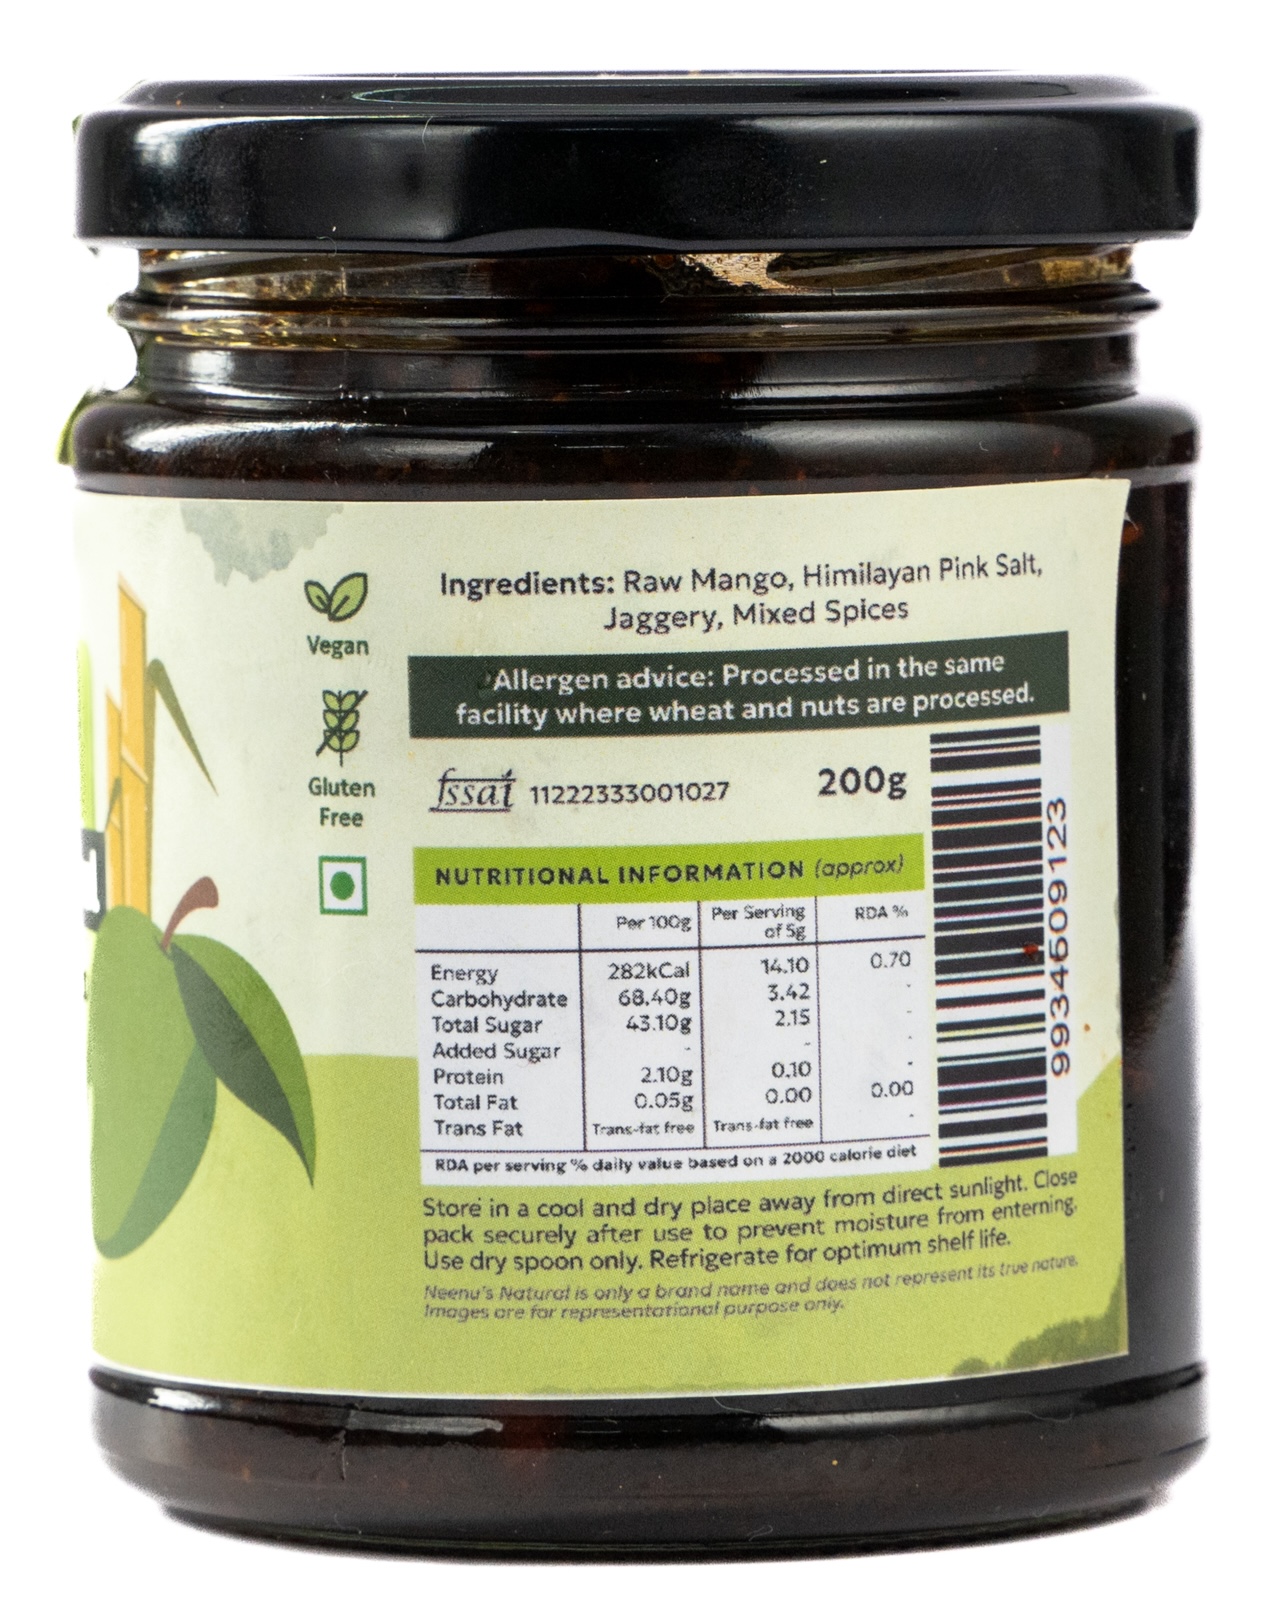 Vegan
Gluten
Free
Ingredients: Raw Mango, Himilayan Pink Salt,
Jaggery, Mixed Spices
Allergen advice: Processed in the same
facility where wheat and nuts are processed.
fssai 11222333001027 200g
NUTRITIONAL INFORMATION (approx)
Per 100g Per Serving of 5g RDA %
Energy 282kCal 14.10 0.70
Carbohydrate 68.40g 3.42 -
Total Sugar 43.10g 2.15 -
Added Sugar - - -
Protein 2.10g 0.10
Total Fat 0.05g 0.00 0.00
Trans Fat Trans-fat free Trans-fat free -
RDA per serving % daily value based on a 2000 calorie diet
9934609123
Store in a cool and dry place away from direct sunlight. Close
pack securely after use to prevent moisture from enterning.
Use dry spoon only. Refrigerate for optimum shelf life.
Neenu's Natural is only a brand name and does not represent its true nature.
Images are for representational purpose only.